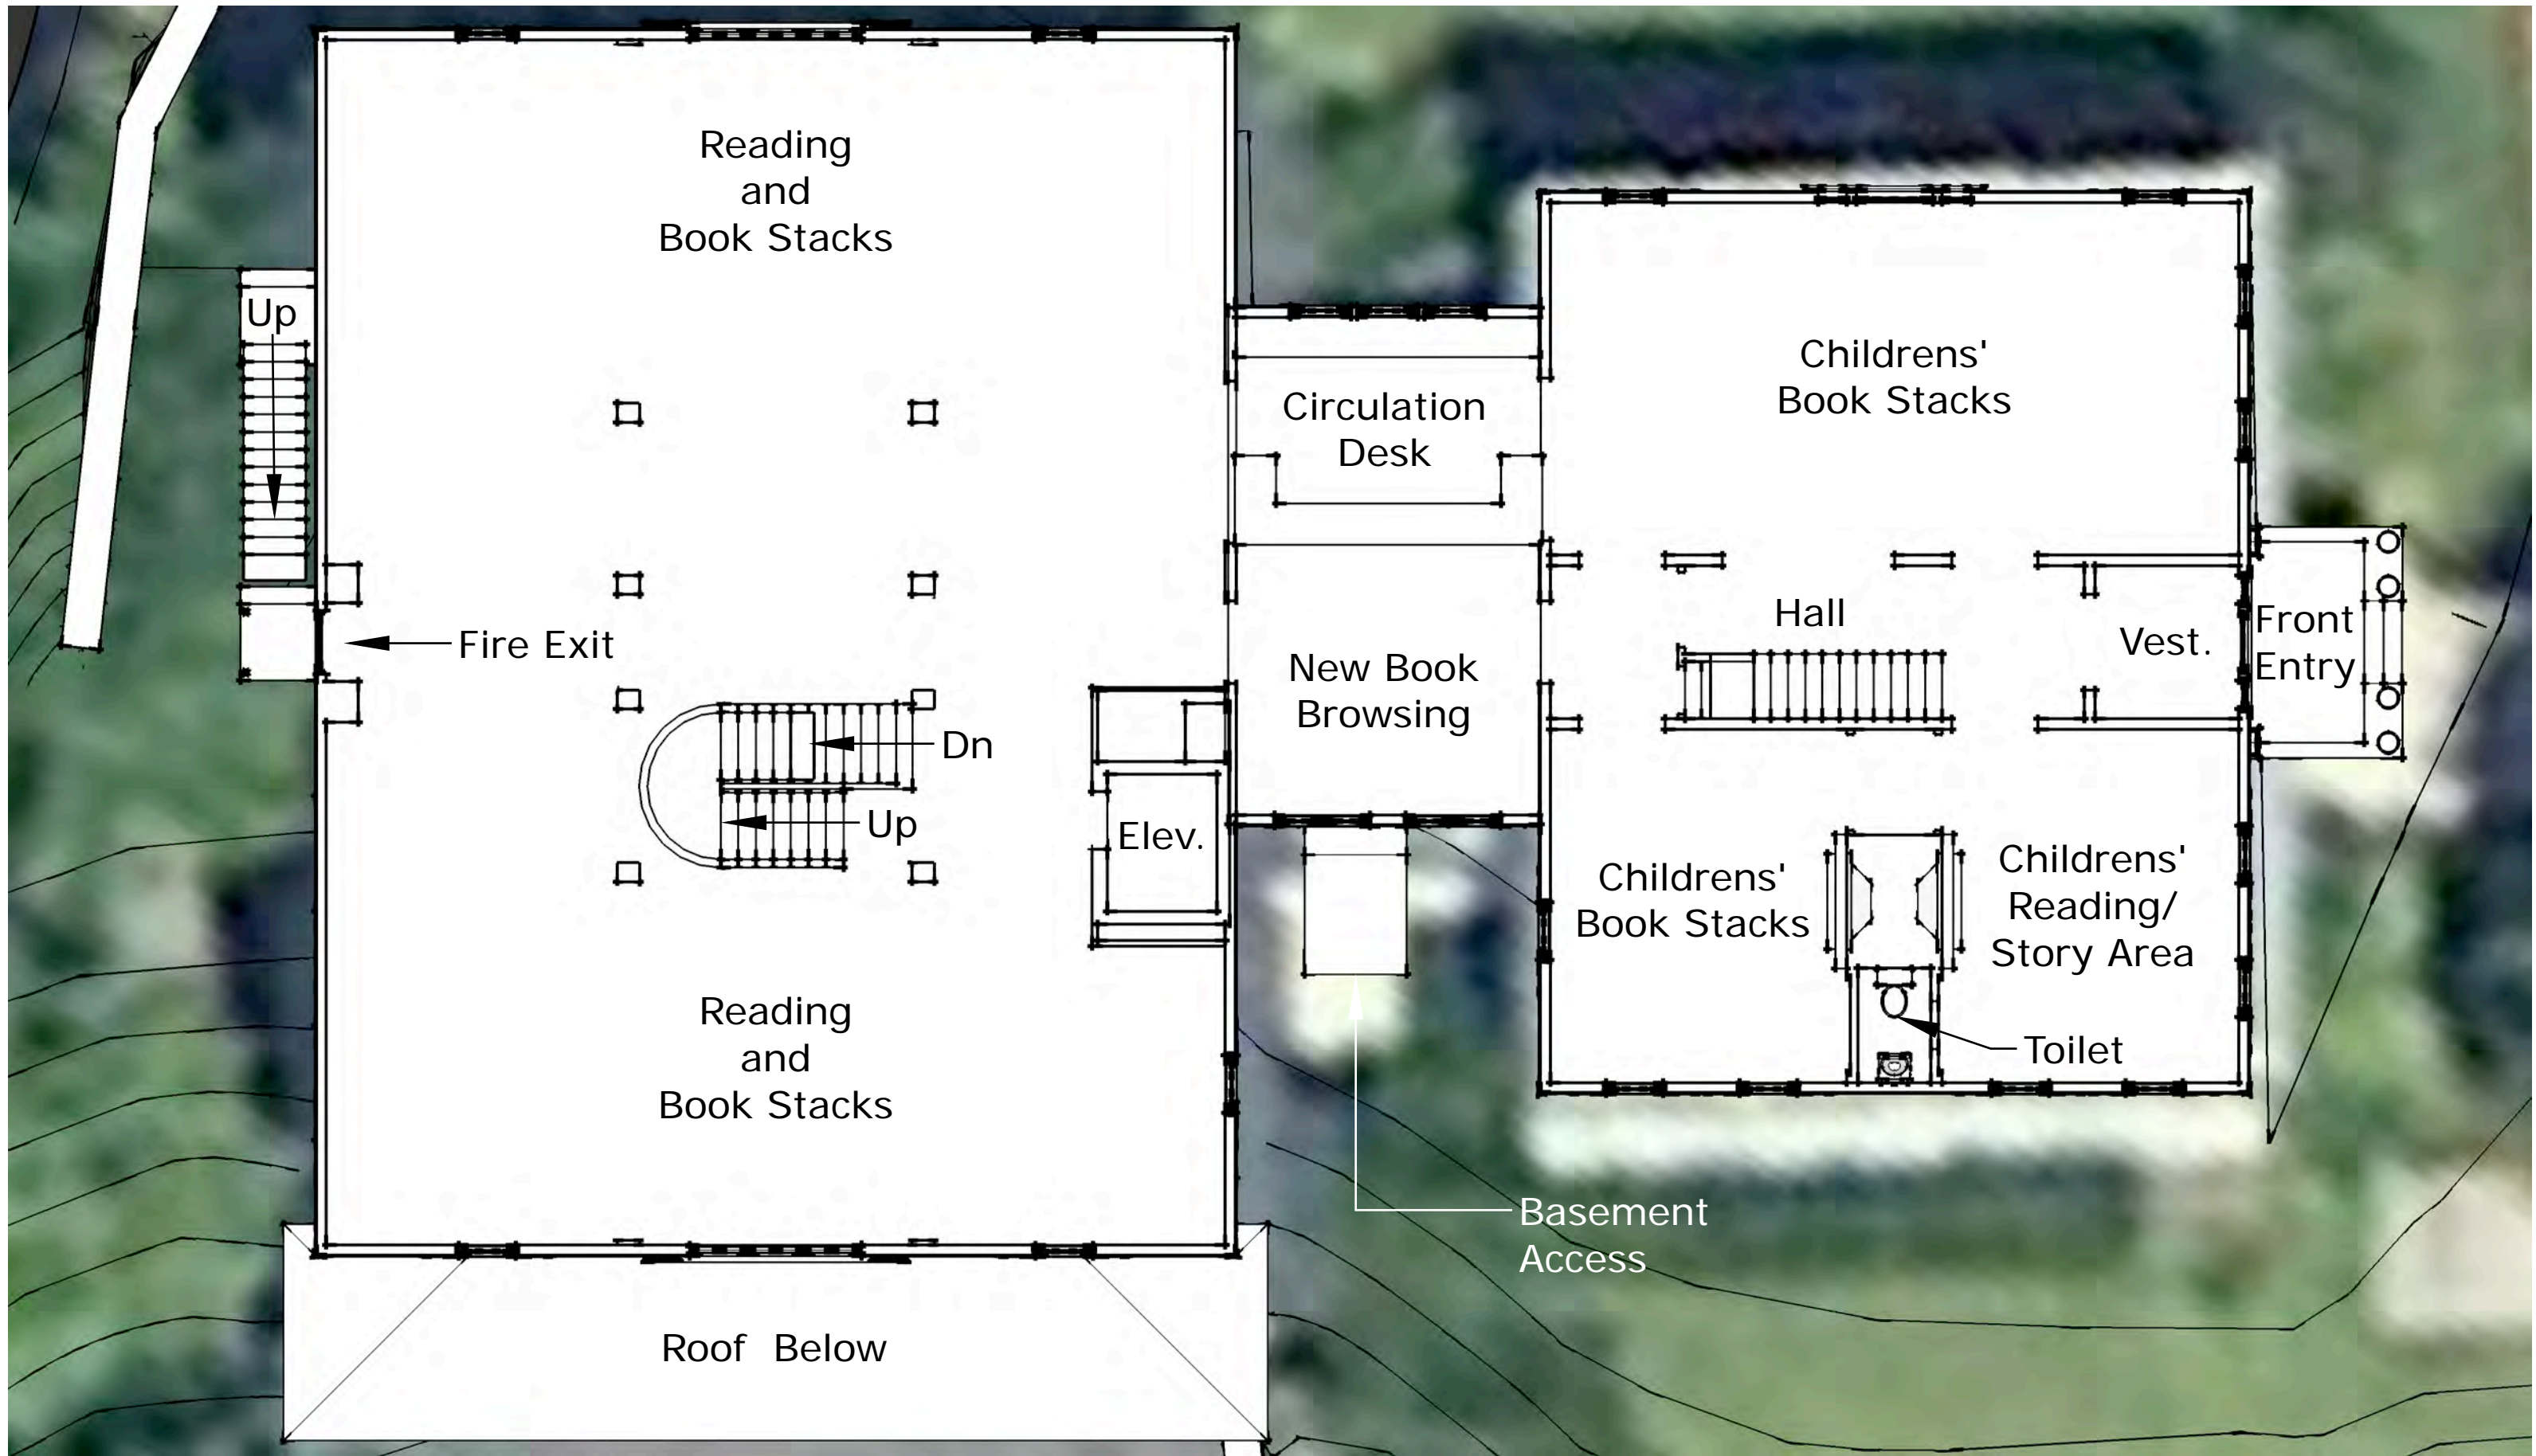 Reading
and
Book Stacks
Up
Childrens'
Book Stacks
Circulation
Desk
Fire Exit
Hall
Vest.
Front
Entry
New Book
Browsing
Dn
Up
Elev.
Childrens'
Book Stacks
Childrens'
Reading/
Story Area
Toilet
Reading
and
Book Stacks
Basement
Access
Roof Below